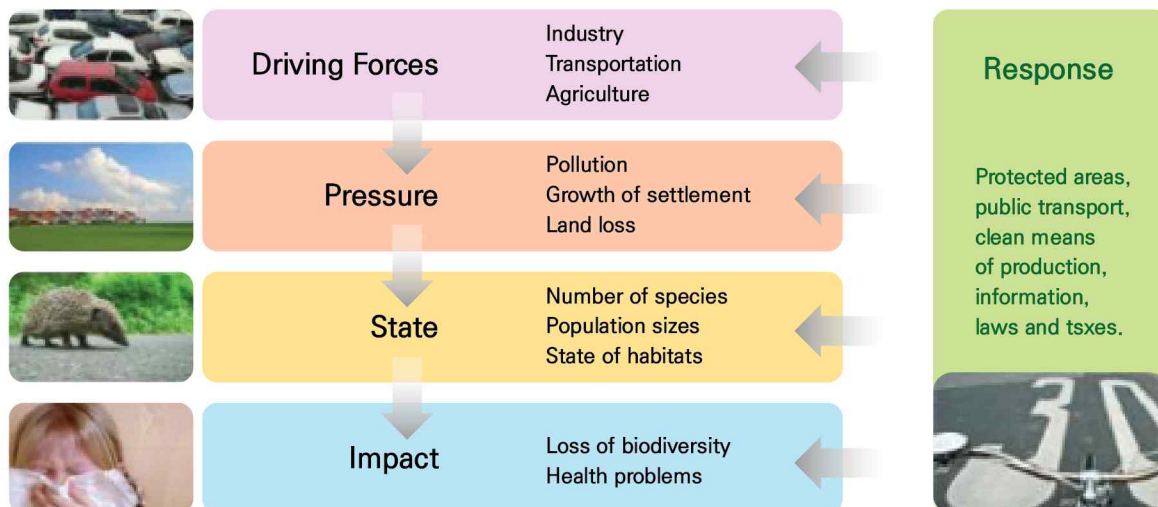 Driving Forces
Industry
Transportation
Agriculture
Pressure
Pollution
Growth of settlement
Land loss
State
Number of species
Population sizes
State of habitats
Impact
Loss of biodiversity
Health problems
Response
Protected areas,
public transport,
clean means
of production,
information,
laws and tsxes.
30